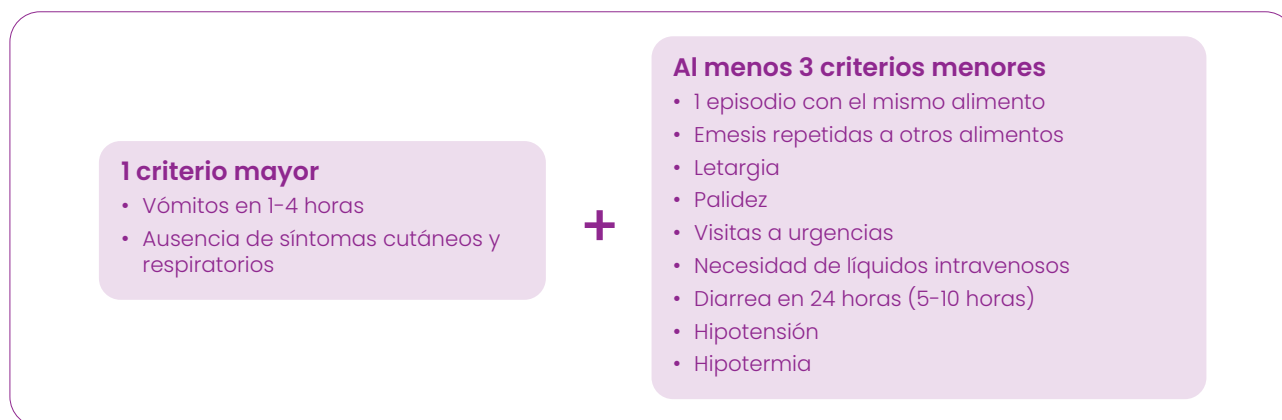 1 criterio mayor
• Vómitos en 1-4 horas
• Ausencia de síntomas cutáneos y
respiratorios
+
Al menos 3 criterios menores
• 1 episodio con el mismo alimento
• Emesis repetidas a otros alimentos
• Letargia
• Palidez
• Visitas a urgencias
• Necesidad de líquidos intravenosos
• Diarrea en 24 horas (5-10 horas)
• Hipotensión
• Hipotermia